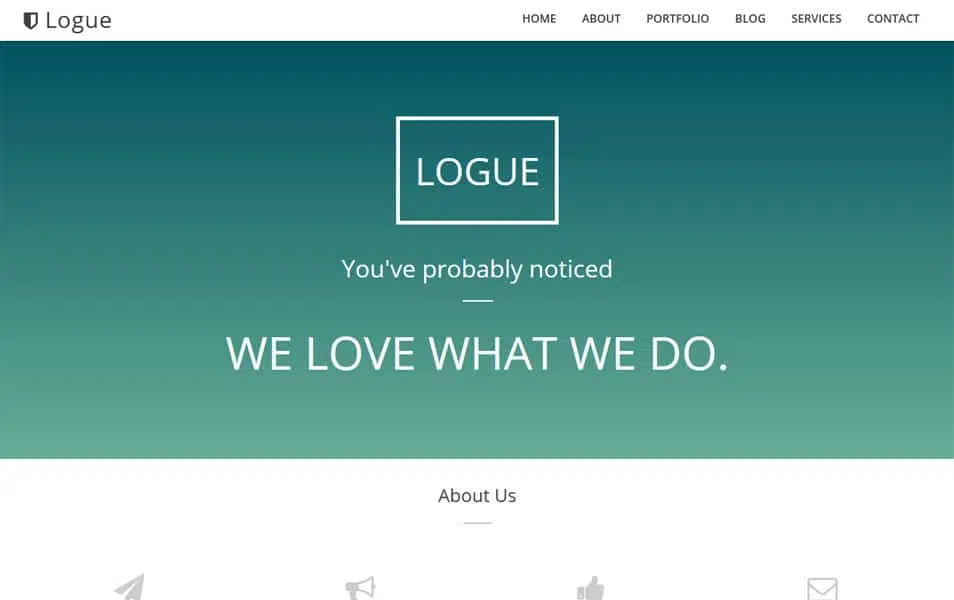 Logue
HOME ABOUT PORTFOLIO BLOG SERVICES CONTACT
LOGUE
You've probably noticed
WE LOVE WHAT WE DO.
About Us